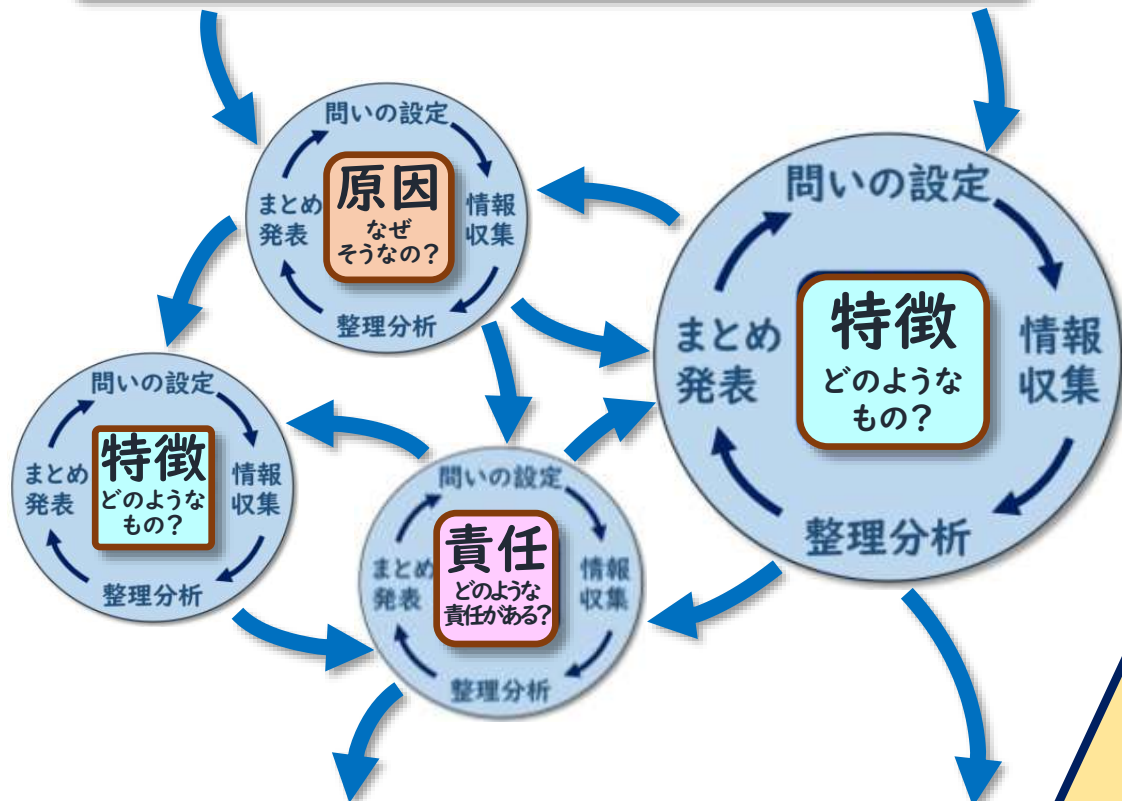 問いの設定
原因
なぜ
そうなの？
まとめ
発表
情報
収集
整理分析
問いの設定
特徴
どのような
もの？
まとめ
発表
情報
収集
整理分析
問いの設定
特徴
どのような
もの？
まとめ
発表
情報
収集
整理分析
問いの設定
責任
どのような
責任がある？
まとめ
発表
情報
収集
整理分析